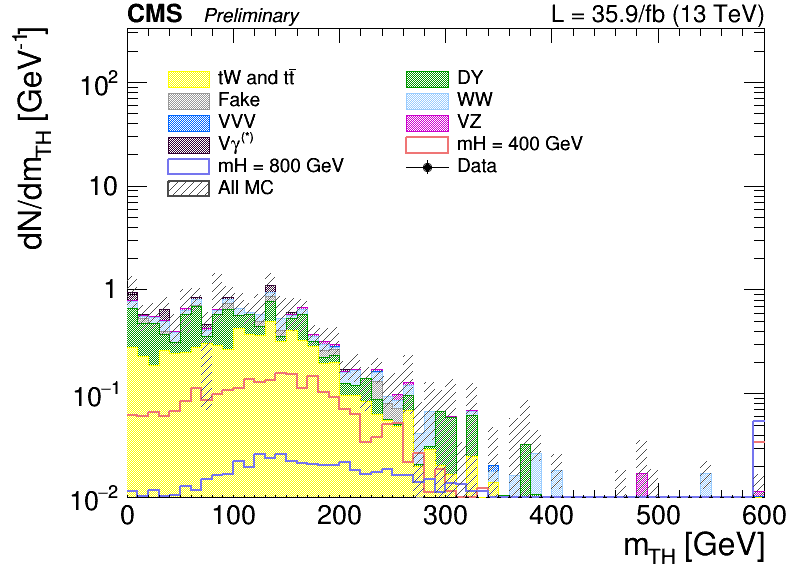 CMS Preliminary L = 35.9/fb (13 TeV)
dN/dm_TH [GeV⁻¹]
tW and tt̄ DY
Fake WW
VVV VZ
Vγ⁽*⁾ mH = 400 GeV
mH = 800 GeV Data
All MC
10²
10
1
10⁻¹
10⁻²
0 100 200 300 400 500 600
m_TH [GeV]